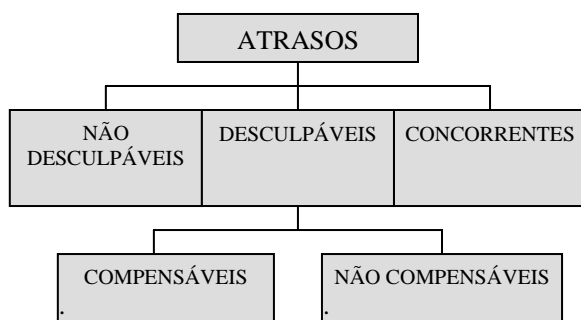 ATRASOS
NÃO
DESCULPÁVEIS
DESCULPÁVEIS
CONCORRENTES
COMPENSÁVEIS
.
NÃO COMPENSÁVEIS
.